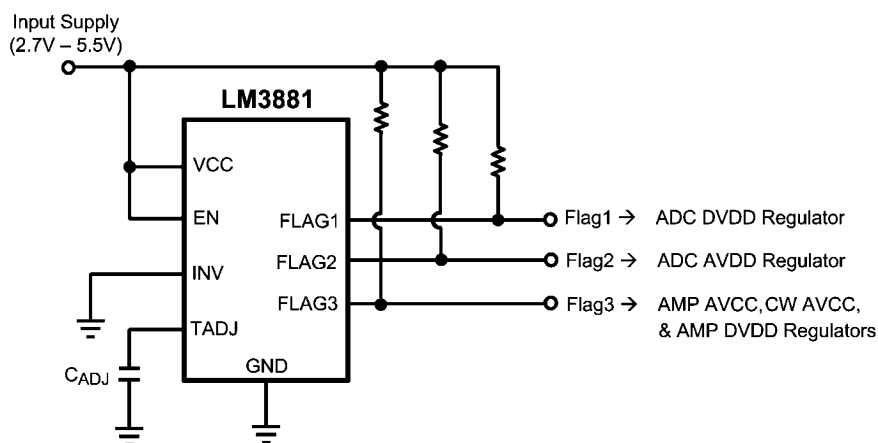 Input Supply
(2.7V – 5.5V)
LM3881
VCC
EN
INV
TADJ
GND
FLAG1
FLAG2
FLAG3
C_ADJ
Flag1 → ADC DVDD Regulator
Flag2 → ADC AVDD Regulator
Flag3 → AMP AVCC, CW AVCC,
& AMP DVDD Regulators